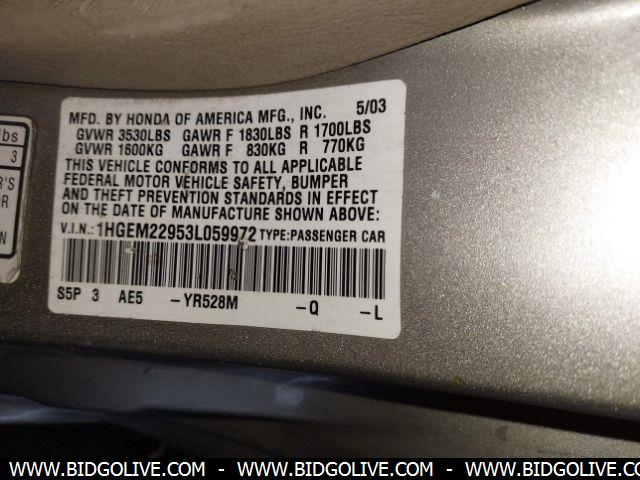 MFD. BY HONDA OF AMERICA MFG., INC. 5/03
GVWR 3530LBS GAWR F 1830LBS R 1700LBS
GVWR 1600KG GAWR F 830KG R 770KG
THIS VEHICLE CONFORMS TO ALL APPLICABLE
FEDERAL MOTOR VEHICLE SAFETY, BUMPER
AND THEFT PREVENTION STANDARDS IN EFFECT
ON THE DATE OF MANUFACTURE SHOWN ABOVE:
V.I.N.: 1HGEM22953L059972 TYPE:PASSENGER CAR
S5P 3 AE5 -YR528M -Q -L
lbs
3
R'S
OR
N
WWW.BIDGOLIVE.COM - WWW.BIDGOLIVE.COM - WWW.BIDGOLIVE.COM